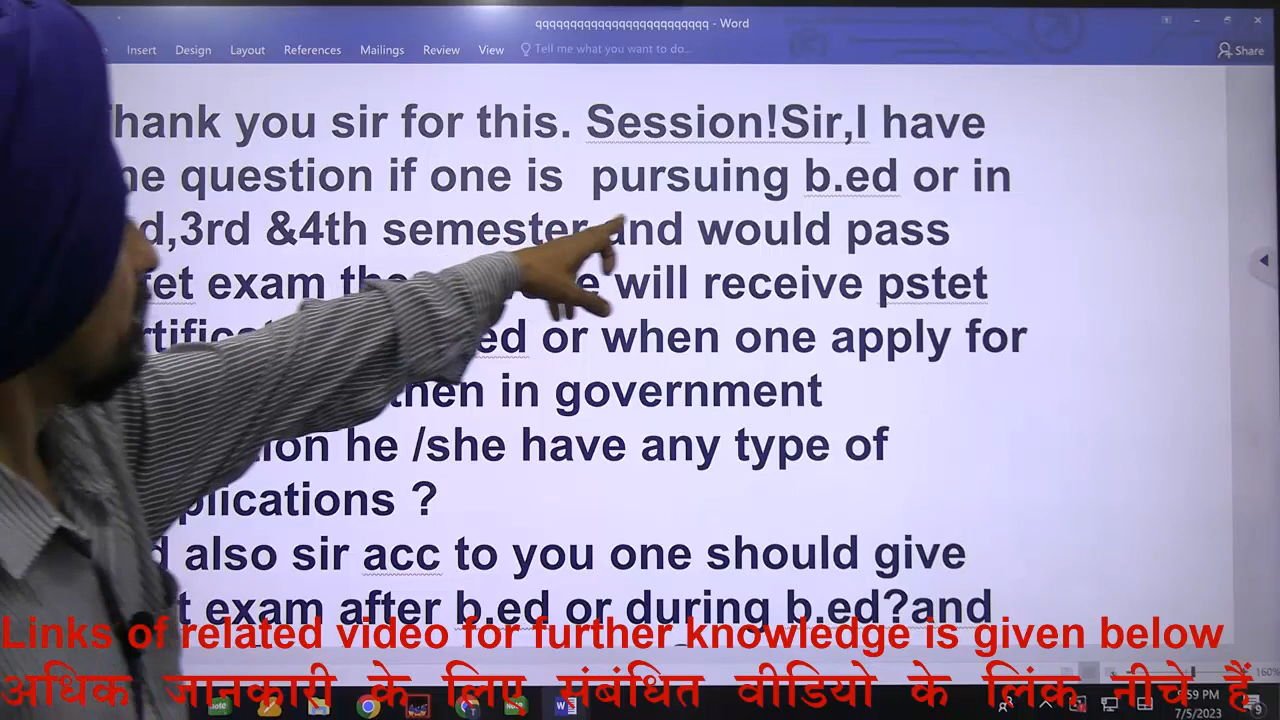 qqqqqqqqqqqqqqqqqqqqqqqqq - Word
Insert Design Layout References Mailings Review View Tell me what you want to do... Share
hank you sir for this. Session!Sir,I have
question if one is pursuing b.ed or in
,3rd &4th semester and would pass
exam will receive pstet
or when one apply for
then in government
he /she have any type of
?
also sir acc to you one should give
exam after b.ed or during b.ed?and
Links of related video for further knowledge is given below
अधिक जानकारी के लिए संबंधित वीडियो के लिंक नीचे हैं
160%
:59 PM
7/5/2023